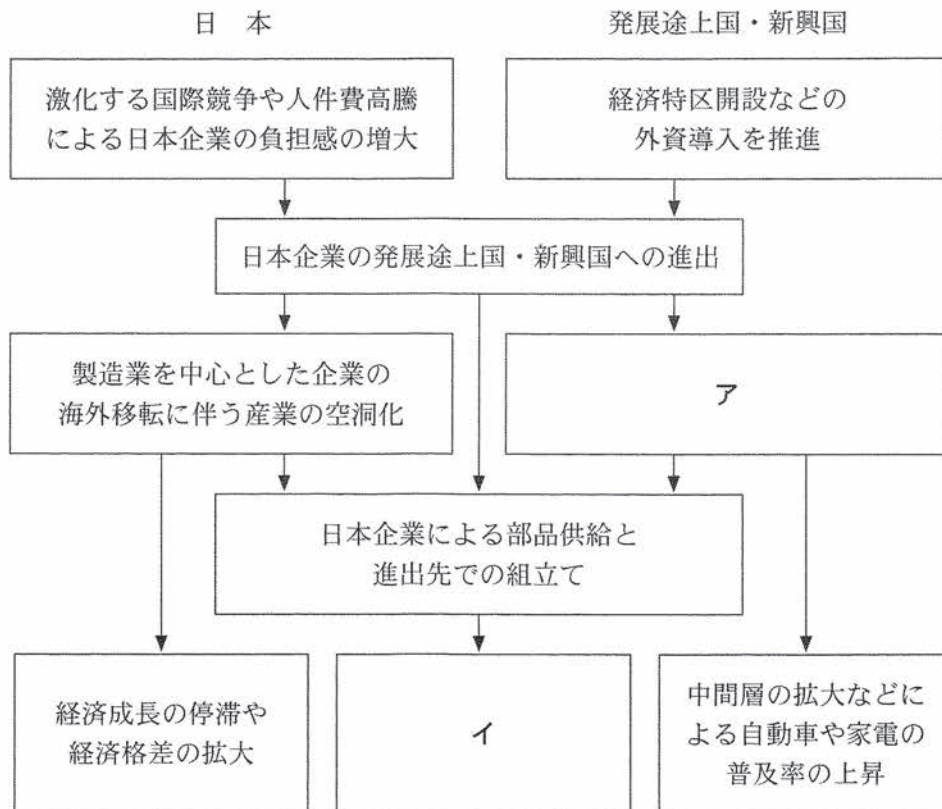 日 本
発展途上国・新興国
激化する国際競争や人件費高騰
による日本企業の負担感の増大
経済特区開設などの
外資導入を推進
日本企業の発展途上国・新興国への進出
製造業を中心とした企業の
海外移転に伴う産業の空洞化
ア
日本企業による部品供給と
進出先での組立て
経済成長の停滞や
経済格差の拡大
イ
中間層の拡大などに
よる自動車や家電の
普及率の上昇